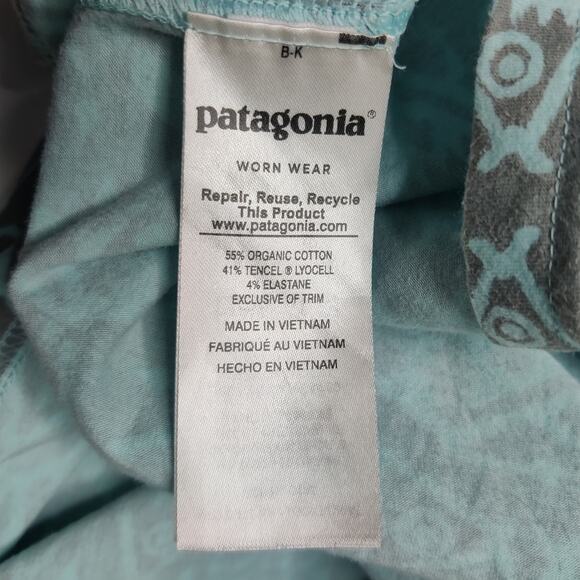 B-K
patagonia®
WORN WEAR
Repair, Reuse, Recycle
This Product
www.patagonia.com
55% ORGANIC COTTON
41% TENCEL ® LYOCELL
4% ELASTANE
EXCLUSIVE OF TRIM
MADE IN VIETNAM
FABRIQUÉ AU VIETNAM
HECHO EN VIETNAM